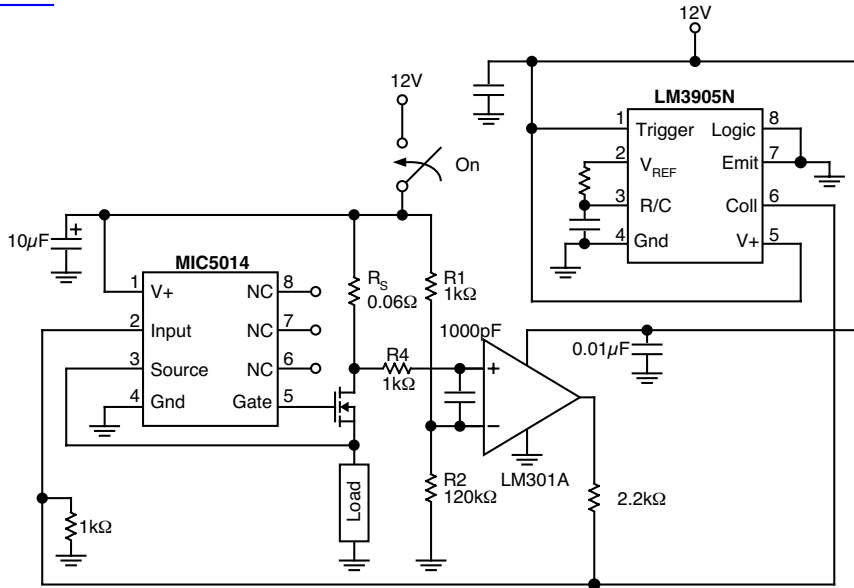 12V
LM3905N
1 Trigger Logic 8
2 VREF Emit 7
3 R/C Coll 6
4 Gnd V+ 5
12V
On
10µF +
MIC5014
1 V+ NC 8
2 Input NC 7
3 Source NC 6
4 Gnd Gate 5
RS
0.06Ω
R1
1kΩ
1000pF
R4
1kΩ
+
−
LM301A
0.01µF
R2
120kΩ
2.2kΩ
Load
1kΩ